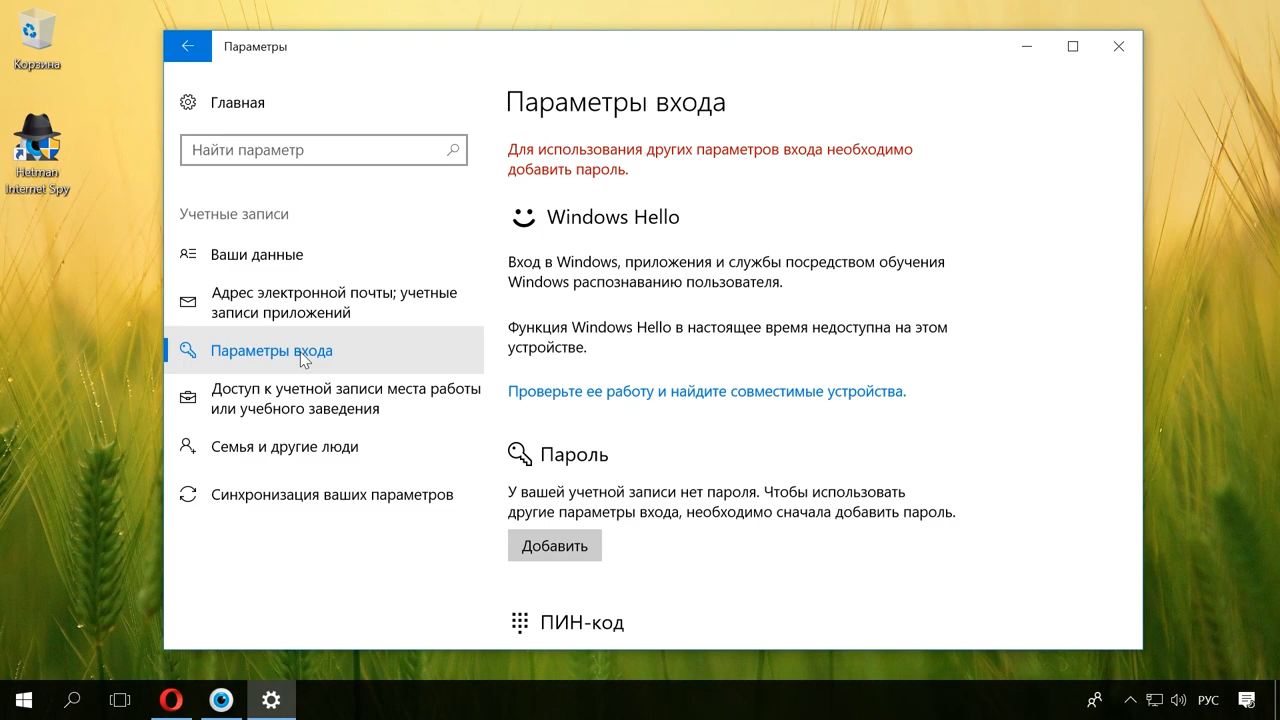 Корзина
Hetman
Internet Spy
Параметры
Главная
Найти параметр
Учетные записи
Ваши данные
Адрес электронной почты; учетные
записи приложений
Параметры входа
Доступ к учетной записи места работы
или учебного заведения
Семья и другие люди
Синхронизация ваших параметров
Параметры входа
Для использования других параметров входа необходимо
добавить пароль.
Windows Hello
Вход в Windows, приложения и службы посредством обучения
Windows распознаванию пользователя.
Функция Windows Hello в настоящее время недоступна на этом
устройстве.
Проверьте ее работу и найдите совместимые устройства.
Пароль
У вашей учетной записи нет пароля. Чтобы использовать
другие параметры входа, необходимо сначала добавить пароль.
Добавить
ПИН-код
РУС